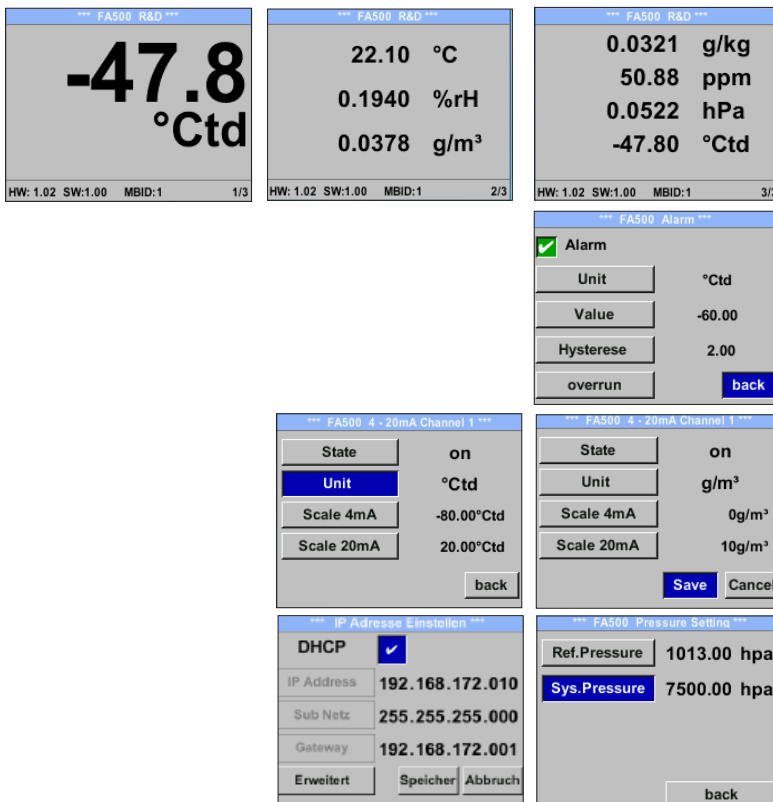 *** FA500 R&D ***
-47.8
°Ctd
HW: 1.02 SW:1.00 MBID:1 1/3
*** FA500 R&D ***
22.10 °C
0.1940 %rH
0.0378 g/m³
HW: 1.02 SW:1.00 MBID:1 2/3
*** FA500 R&D ***
0.0321 g/kg
50.88 ppm
0.0522 hPa
-47.80 °Ctd
HW: 1.02 SW:1.00 MBID:1 3/3
*** FA500 Alarm ***
Alarm
Unit °Ctd
Value -60.00
Hysterese 2.00
overrun back
*** FA500 4 - 20mA Channel 1 ***
State on
Unit °Ctd
Scale 4mA -80.00°Ctd
Scale 20mA 20.00°Ctd
back
*** FA500 4 - 20mA Channel 1 ***
State on
Unit g/m³
Scale 4mA 0g/m³
Scale 20mA 10g/m³
Save Cancel
*** IP Adresse Einstellen ***
DHCP
IP Address 192.168.172.010
Sub Netz 255.255.255.000
Gateway 192.168.172.001
Erweitert Speicher Abbruch
*** FA500 Pressure Setting ***
Ref.Pressure 1013.00 hpa
Sys.Pressure 7500.00 hpa
back